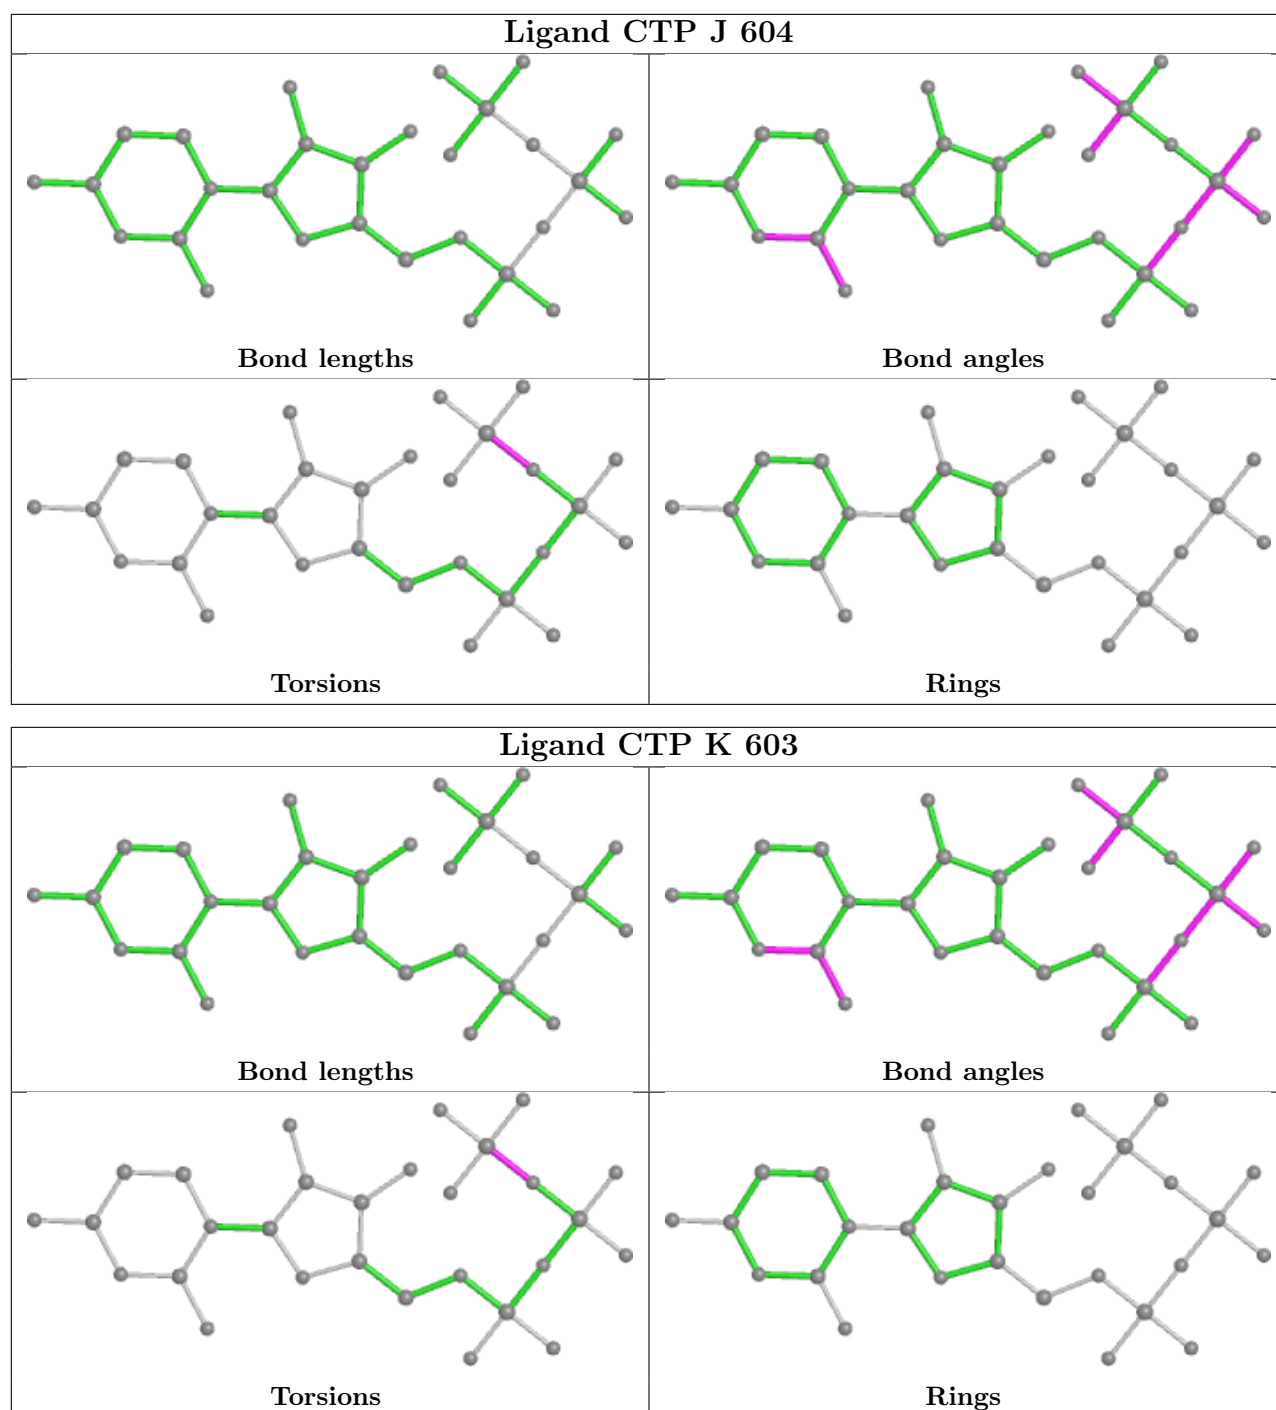 Ligand CTP J 604
Bond lengths
Bond angles
Torsions
Rings
Ligand CTP K 603
Bond lengths
Bond angles
Torsions
Rings